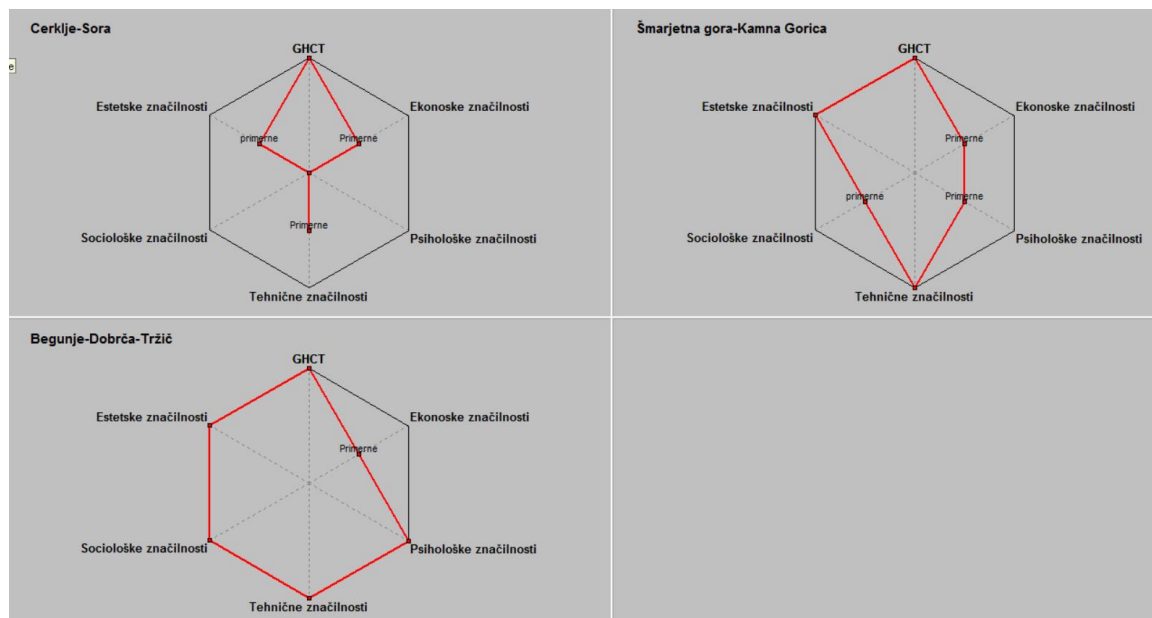 Cerklje-Sora
GHCT
Estetske značilnosti
Ekonoske značilnosti
primerne
Primerne
Primerne
Sociološke značilnosti
Psihološke značilnosti
Tehnične značilnosti
e
Šmarjetna gora-Kamna Gorica
GHCT
Estetske značilnosti
Ekonoske značilnosti
Primerne
primerne
Primerne
Sociološke značilnosti
Psihološke značilnosti
Tehnične značilnosti
Begunje-Dobrča-Tržič
GHCT
Estetske značilnosti
Ekonoske značilnosti
Primerne
Sociološke značilnosti
Psihološke značilnosti
Tehnične značilnosti